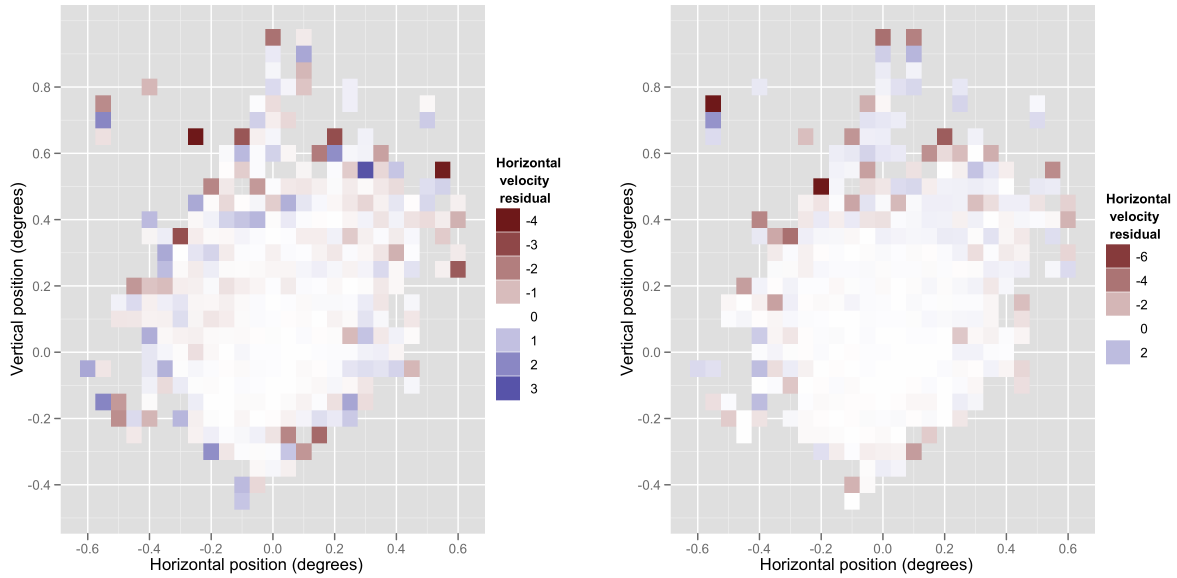 0.8
0.6
0.4
0.2
0.0
-0.2
-0.4
Vertical position (degrees)
-0.6 -0.4 -0.2 0.0 0.2 0.4 0.6
Horizontal position (degrees)
Horizontal
velocity
residual
-4
-3
-2
-1
0
1
2
3
0.8
0.6
0.4
0.2
0.0
-0.2
-0.4
Vertical position (degrees)
-0.6 -0.4 -0.2 0.0 0.2 0.4 0.6
Horizontal position (degrees)
Horizontal
velocity
residual
-6
-4
-2
0
2